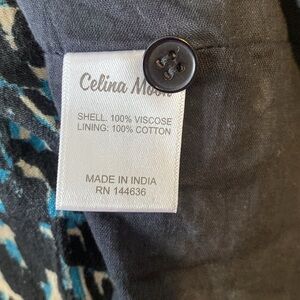 Celina Moon
SHELL: 100% VISCOSE
LINING: 100% COTTON
MADE IN INDIA
RN 144636